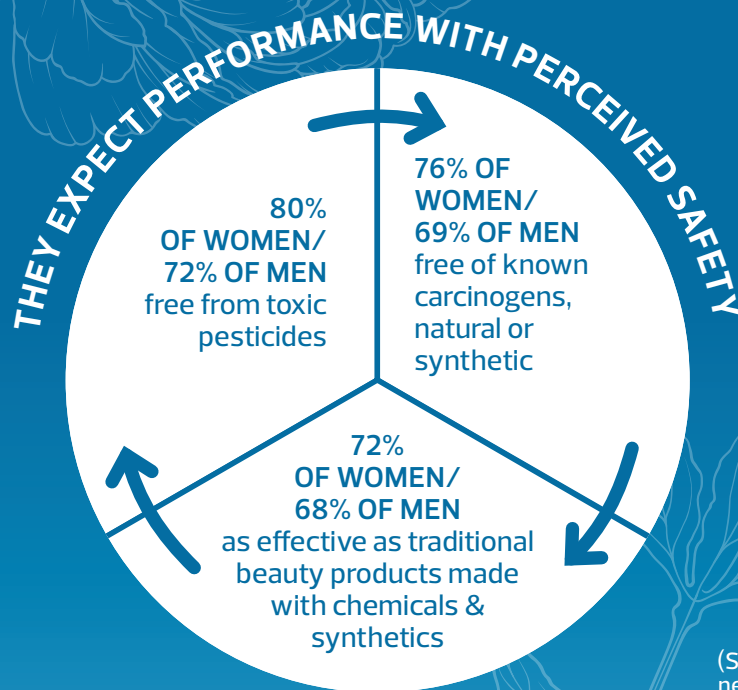 THEY EXPECT PERFORMANCE WITH PERCEIVED SAFETY
80%
OF WOMEN/
72% OF MEN
free from toxic
pesticides
76% OF
WOMEN/
69% OF MEN
free of known
carcinogens,
natural or
synthetic
72%
OF WOMEN/
68% OF MEN
as effective as traditional
beauty products made
with chemicals &
synthetics